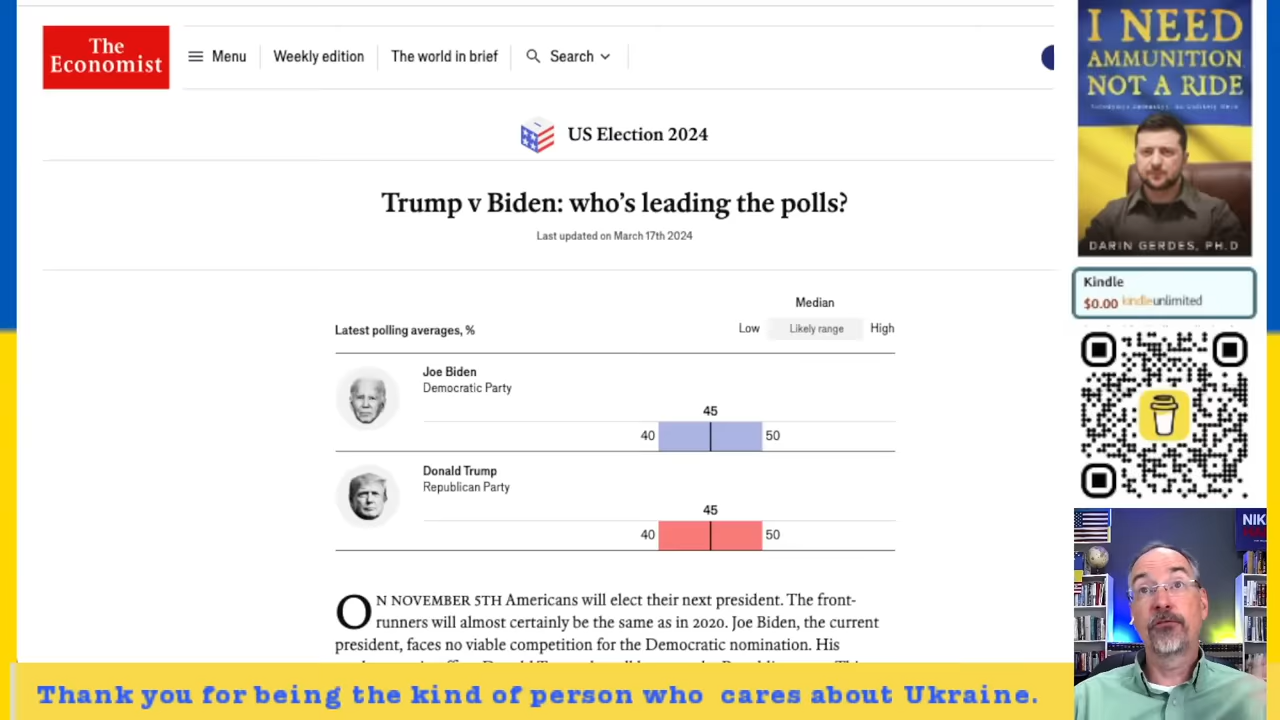 The
Economist
Menu
Weekly edition
The world in brief
Search
US Election 2024
Trump v Biden: who's leading the polls?
Last updated on March 17th 2024
Median
Latest polling averages, %
Low
Likely range
High
Joe Biden
Democratic Party
45
40
50
Donald Trump
Republican Party
45
40
50
ON NOVEMBER 5TH Americans will elect their next president. The front-
runners will almost certainly be the same as in 2020. Joe Biden, the current
president, faces no viable competition for the Democratic nomination. His
Thank you for being the kind of person who cares about Ukraine.
I NEED
AMMUNITION
NOT A RIDE
DARIN GERDES, PH.D
Kindle
$0.00 kindleunlimited
NIK